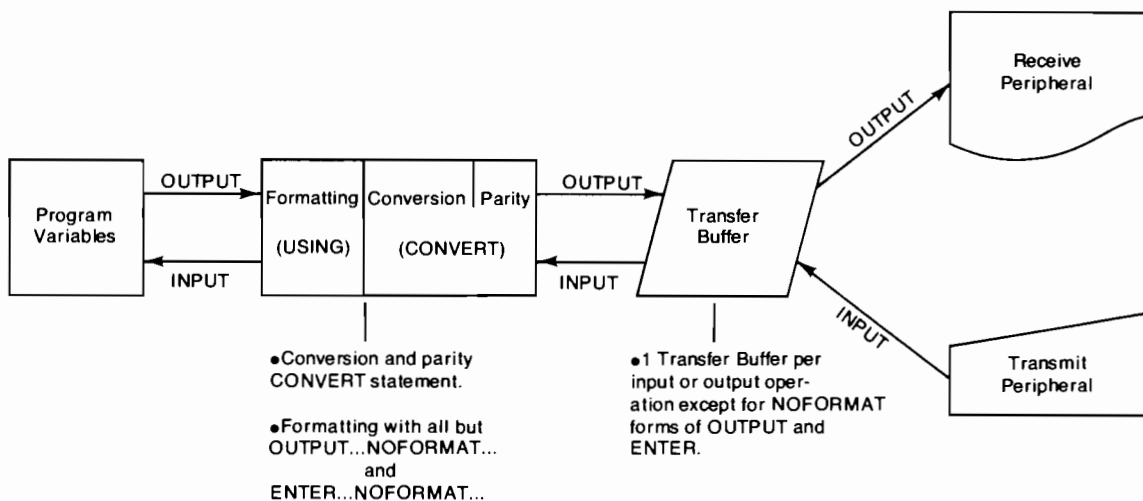 Receive
Peripheral
OUTPUT
Program
Variables
OUTPUT
INPUT
Formatting
(USING)
Conversion
Parity
(CONVERT)
OUTPUT
INPUT
Transfer
Buffer
INPUT
Transmit
Peripheral
●Conversion and parity
CONVERT statement.
●Formatting with all but
OUTPUT...NOFORMAT...
and
ENTER...NOFORMAT...
●1 Transfer Buffer per
input or output oper-
ation except for NOFORMAT
forms of OUTPUT and
ENTER.